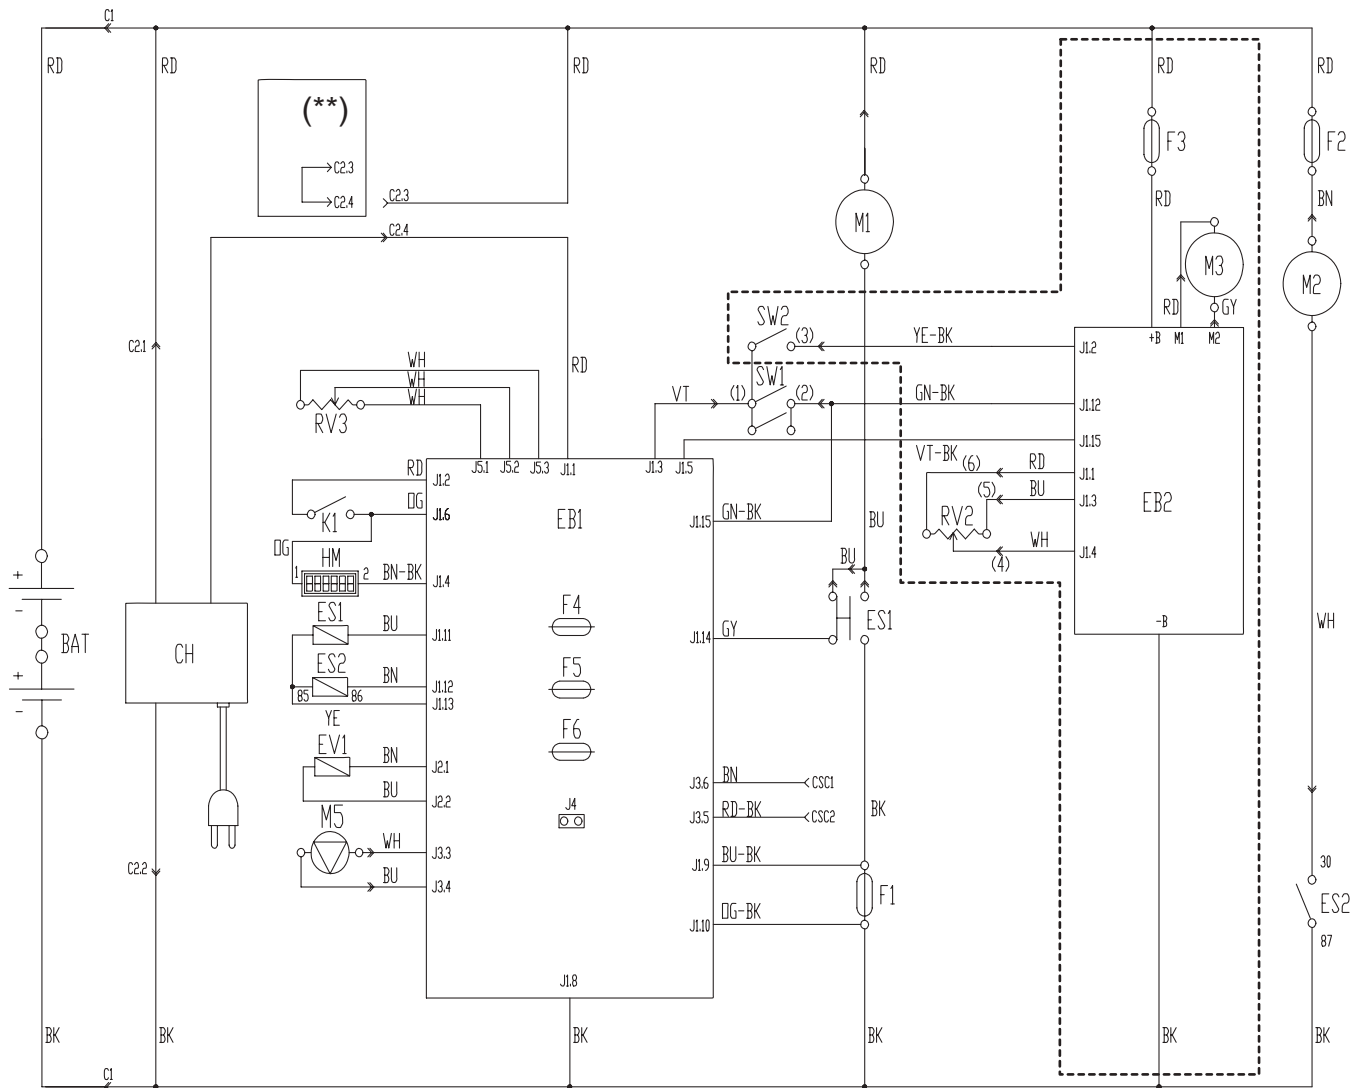 C1
RD
RD
RD
RD
RD
RD
(**)
C2.3
C2.4
C2.3
C2.4
F3
F2
RD
BN
M1
M3
M2
RD
GY
+B
M1
M2
C2.1
SW2
(3)
YE-BK
J1.2
WH
WH
WH
RD
RV3
VT
(1)
SW1
(2)
GN-BK
J1.12
J1.15
VT-BK
(6)
RD
J1.1
(5)
BU
J1.3
RV2
WH
J1.4
(4)
EB2
-B
J5.1
J5.2
J5.3
J1.1
J1.3
J1.5
RD
J1.2
OG
J1.6
K1
EB1
GN-BK
J1.15
BU
OG
HM
1
2
BN-BK
J1.4
BU
ES1
F4
ES1
BU
J1.11
GY
J1.14
ES2
BN
J1.12
85
86
J1.13
F5
YE
EV1
BN
J2.1
F6
BU
J2.2
M5
WH
J3.3
BU
J3.4
J4
J3.6
BN
CSC1
J3.5
RD-BK
CSC2
BK
J1.9
BU-BK
F1
J1.10
OG-BK
J1.8
+
-
BAT
+
-
CH
C2.2
WH
30
ES2
87
BK
BK
BK
BK
BK
BK
C1